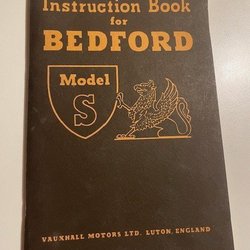 Instruction Book
for
BEDFORD
Model
S
VAUXHALL MOTORS LTD. LUTON, ENGLAND